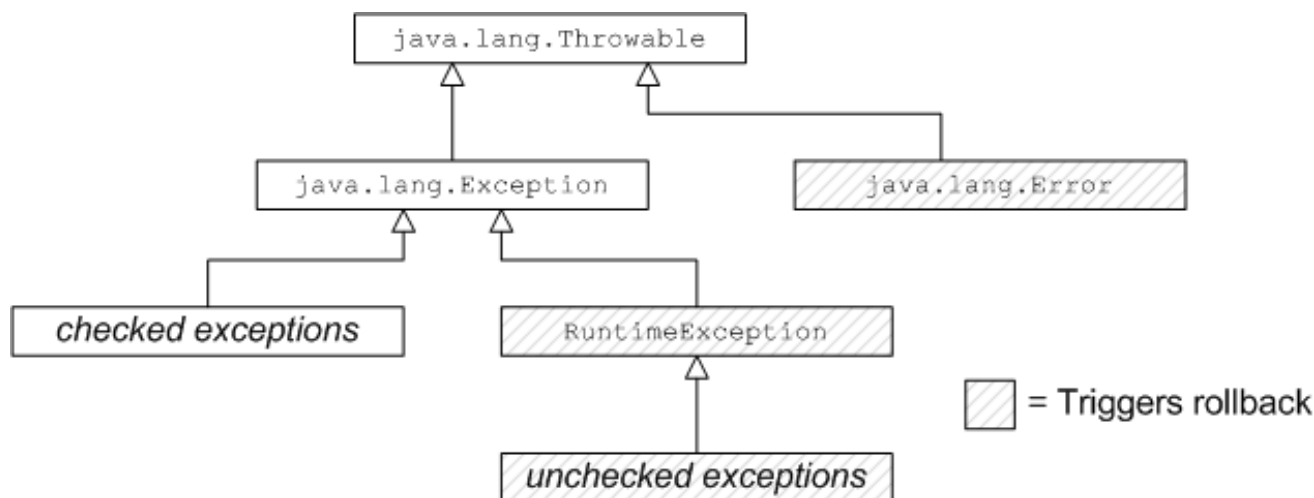 java.lang.Throwable
java.lang.Exception
java.lang.Error
checked exceptions
RuntimeException
= Triggers rollback
unchecked exceptions